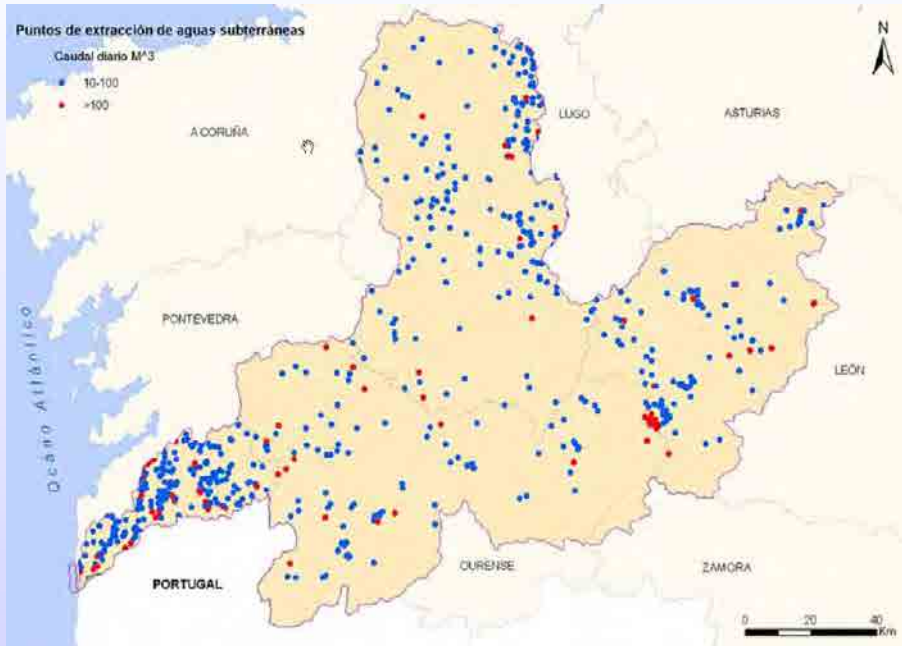 Puntos de extracción de aguas subterráneas
Caudal diario M^3
10-100
>100
N
A CORUÑA
LUGO
ASTURIAS
PONTEVEDRA
LEÓN
Océano Atlántico
PORTUGAL
OURENSE
ZAMORA
0 20 40
Km